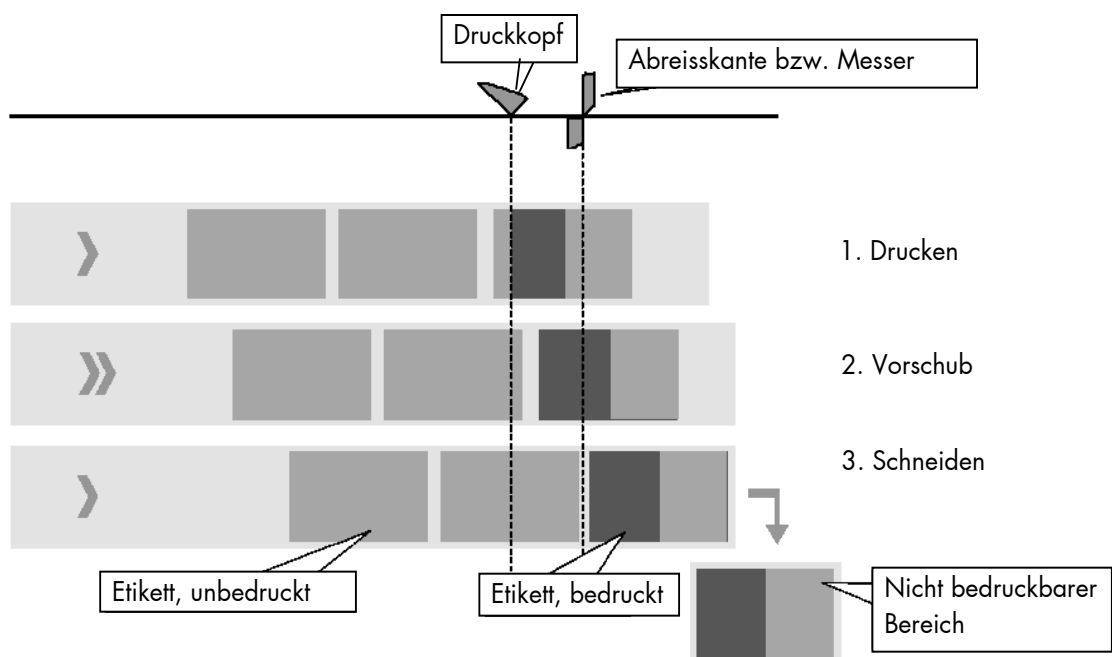 Druckkopf
Abreisskante bzw. Messer
1. Drucken
2. Vorschub
3. Schneiden
Etikett, unbedruckt
Etikett, bedruckt
Nicht bedruckbarer
Bereich